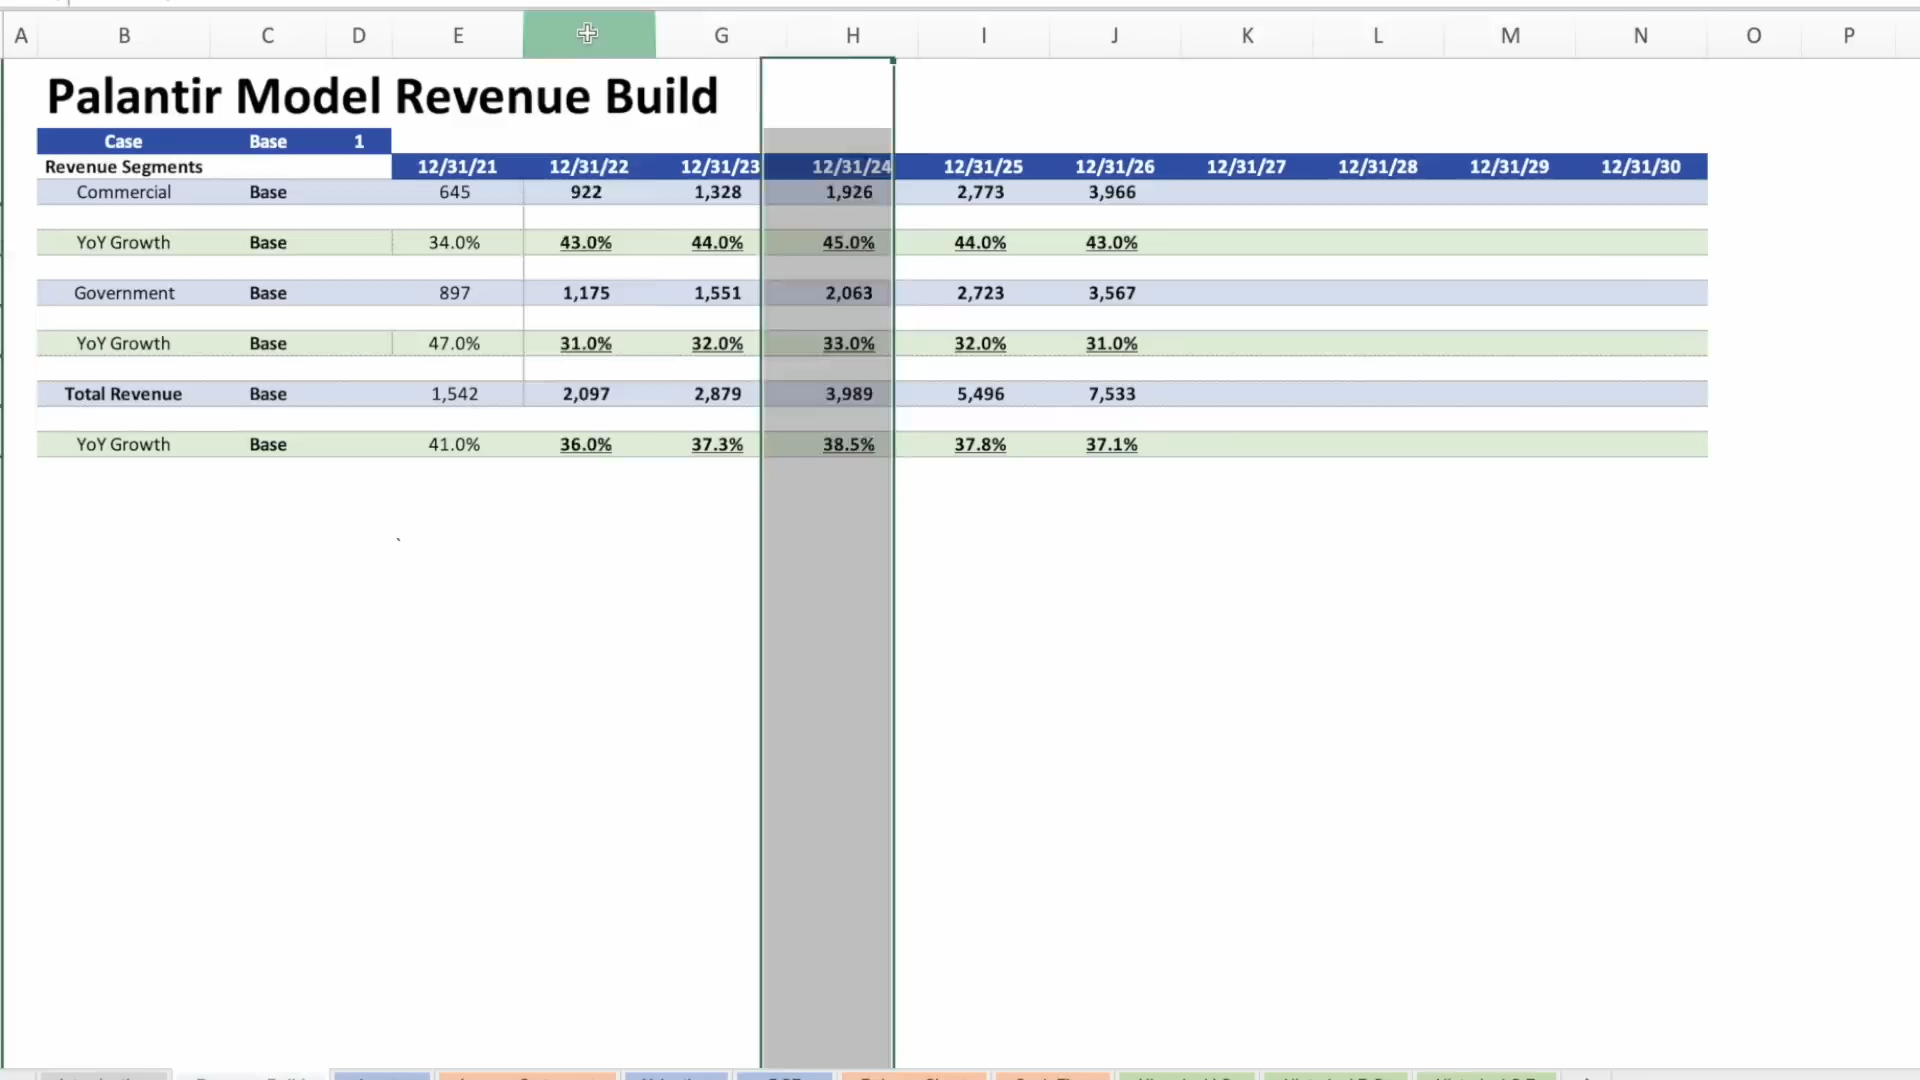 A B C D E G H I J K L M N O P
Palantir Model Revenue Build
Case Base 1
Revenue Segments 12/31/21 12/31/22 12/31/23 12/31/24 12/31/25 12/31/26 12/31/27 12/31/28 12/31/29 12/31/30
Commercial Base 645 922 1,328 1,926 2,773 3,966
YoY Growth Base 34.0% 43.0% 44.0% 45.0% 44.0% 43.0%
Government Base 897 1,175 1,551 2,063 2,723 3,567
YoY Growth Base 47.0% 31.0% 32.0% 33.0% 32.0% 31.0%
Total Revenue Base 1,542 2,097 2,879 3,989 5,496 7,533
YoY Growth Base 41.0% 36.0% 37.3% 38.5% 37.8% 37.1%
`